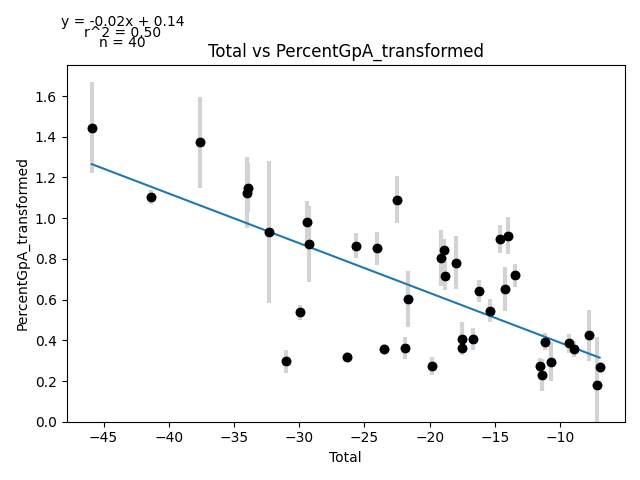 y = -0.02x + 0.14
r^2 = 0.50
n = 40
Total vs PercentGpA_transformed
PercentGpA_transformed
1.6
1.4
1.2
1.0
0.8
0.6
0.4
0.2
0.0
−45 −40 −35 −30 −25 −20 −15 −10
Total